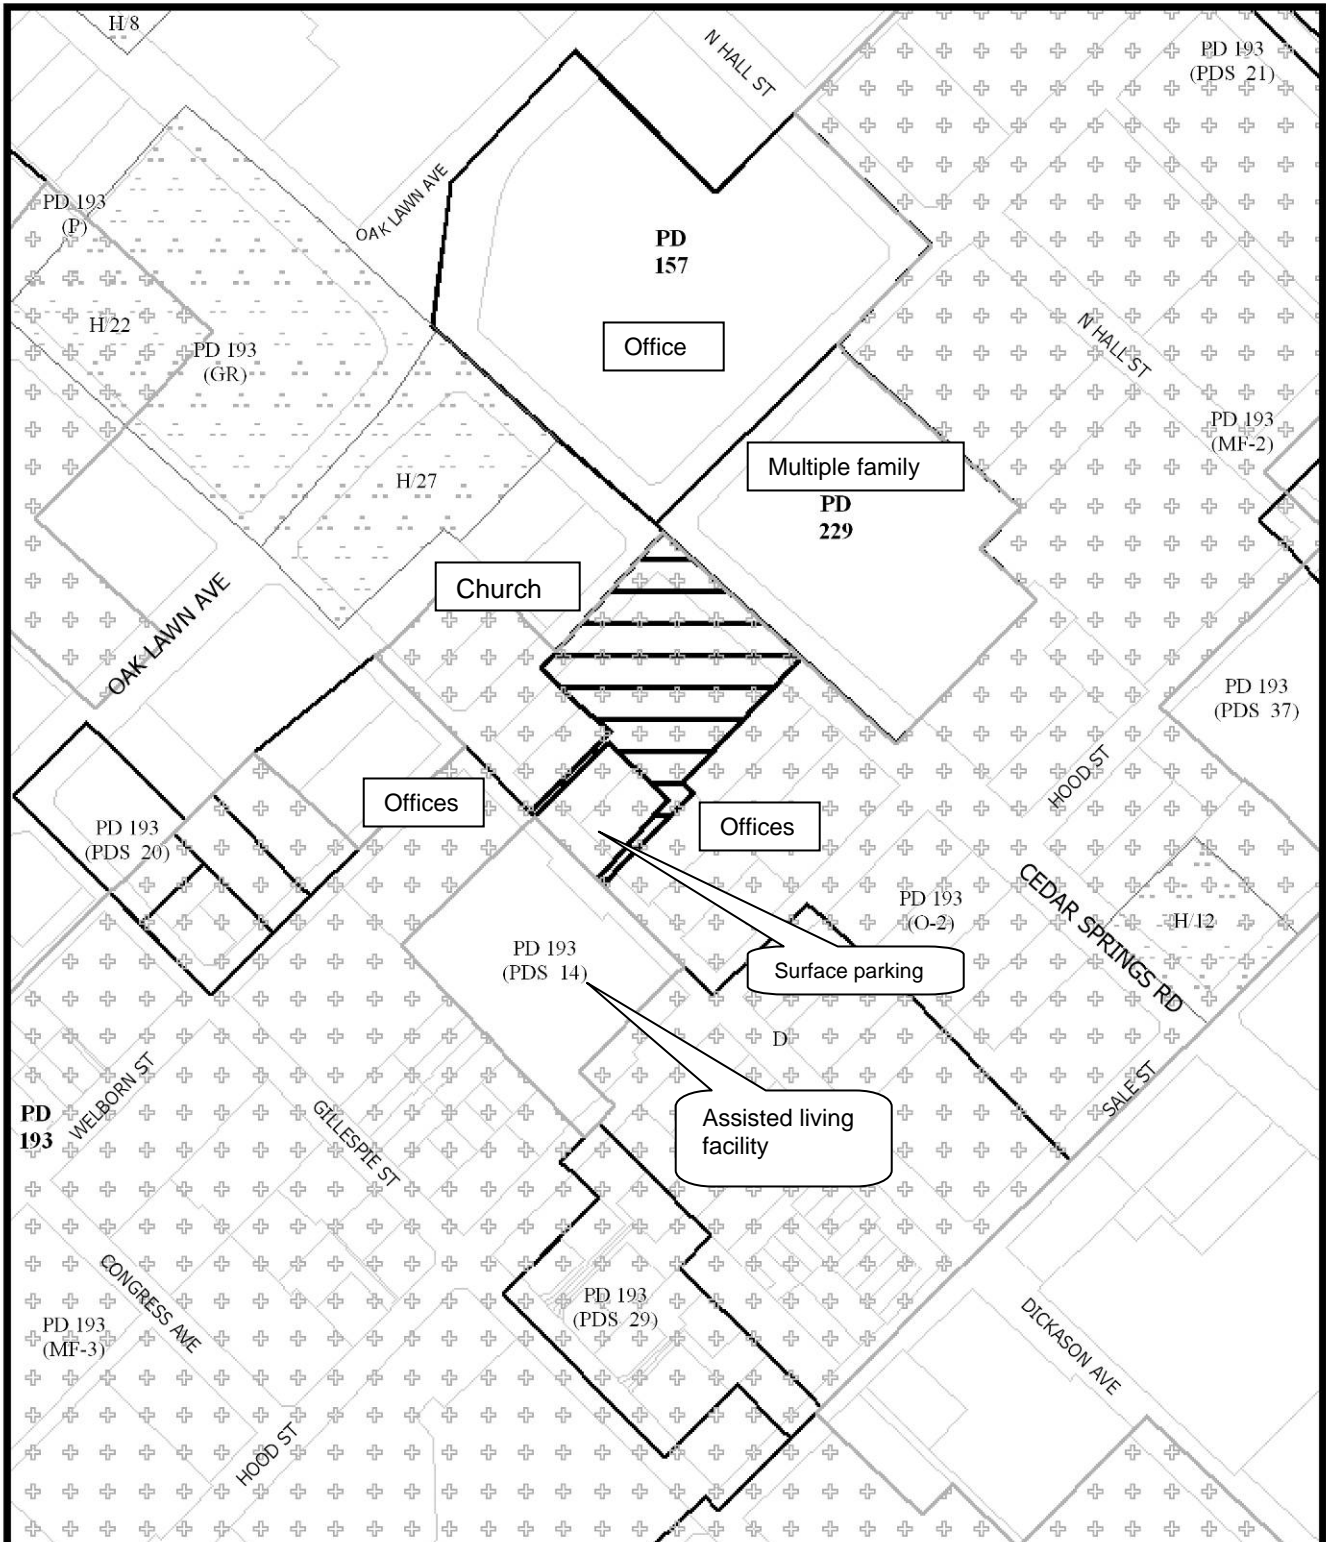 H/8
N HALL ST
PD 193
(PDS 21)
OAK LAWN AVE
PD 193
(P)
PD
157
H/22
PD 193
(GR)
Office
N HALL ST
PD 193
(MF-2)
Multiple family
H/27
PD
229
Church
OAK LAWN AVE
PD 193
(PDS 37)
HOOD ST
Offices
Offices
PD 193
(PDS 20)
CEDAR SPRINGS RD
PD 193
(O-2)
H/12
PD 193
(PDS 14)
Surface parking
D
WELBORN ST
SALE ST
PD
193
GILLESPIE ST
Assisted living
facility
CONGRESS AVE
PD 193
(PDS 29)
PD 193
(MF-3)
DICKASON AVE
HOOD ST